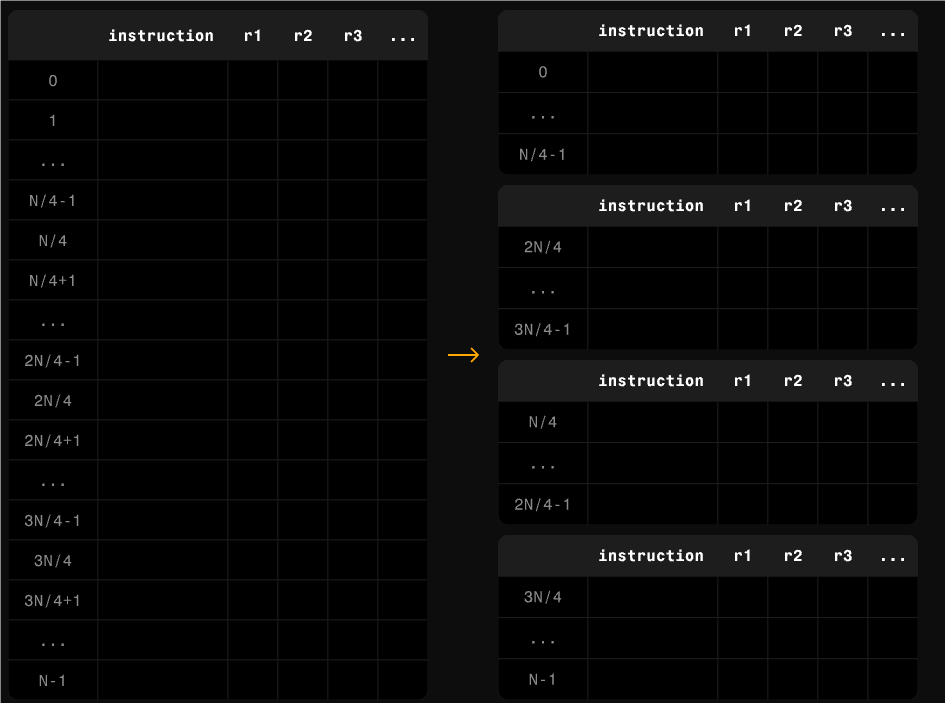 instruction r1 r2 r3 ...
0
1
...
N/4-1
N/4
N/4+1
...
2N/4-1
2N/4
2N/4+1
...
3N/4-1
3N/4
3N/4+1
...
N-1
→
instruction r1 r2 r3 ...
0
...
N/4-1
instruction r1 r2 r3 ...
2N/4
...
3N/4-1
instruction r1 r2 r3 ...
N/4
...
2N/4-1
instruction r1 r2 r3 ...
3N/4
...
N-1